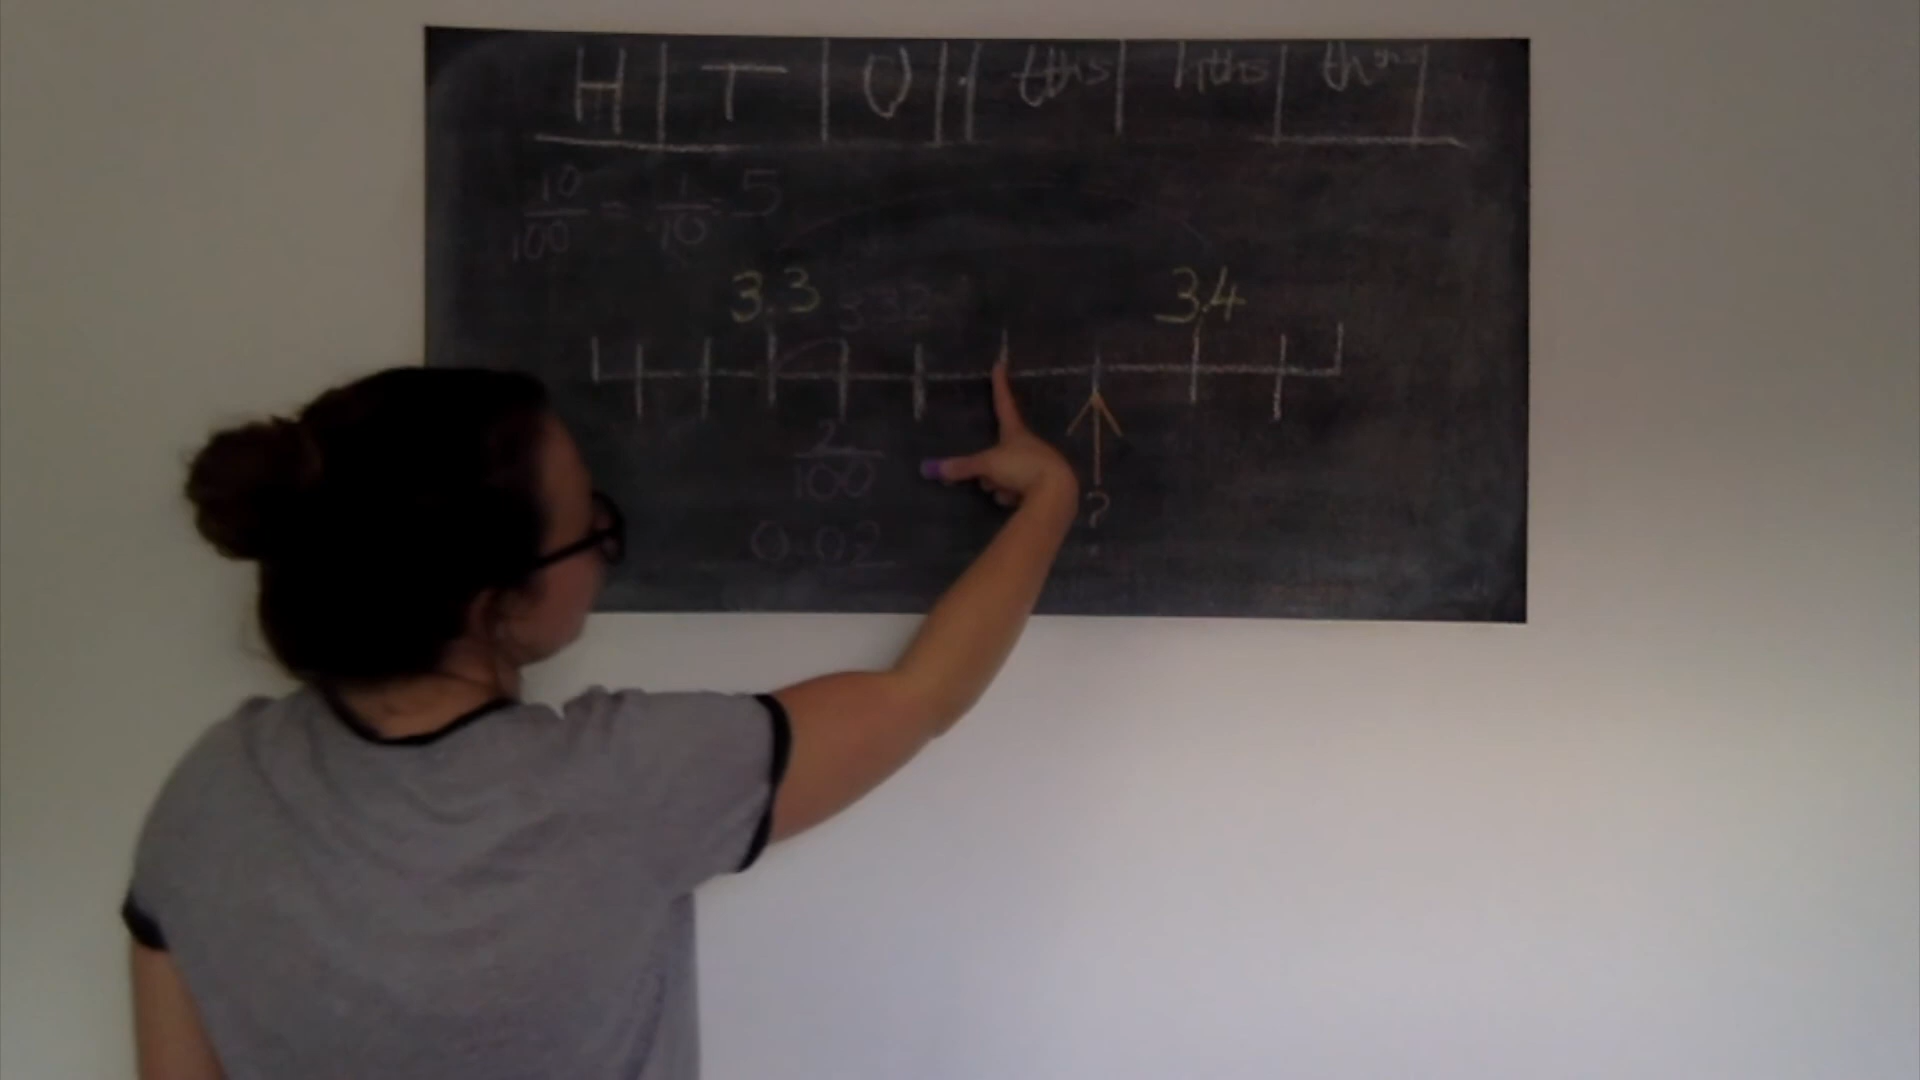 H T O . tths hths thths
10/100 = 1/10 ÷ 5
3.3 3.32 3.4
2/100
0.02 ?